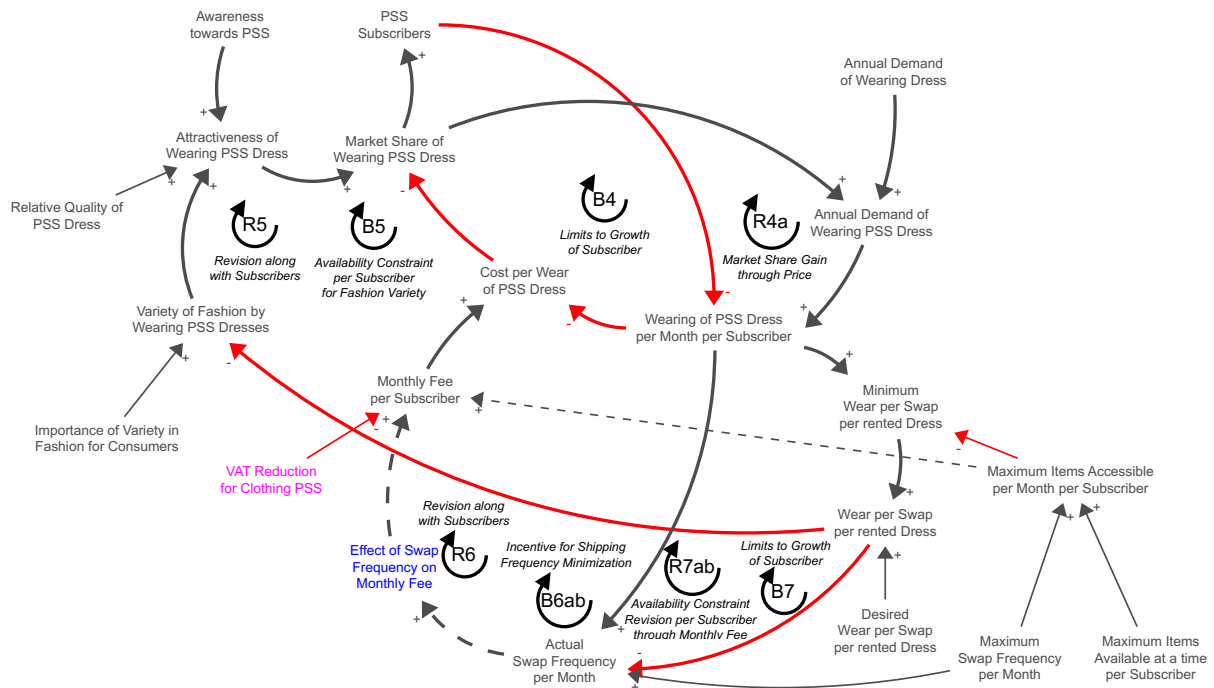 Awareness
towards PSS
PSS
Subscribers
+
Annual Demand
of Wearing Dress
+
Attractiveness of
Wearing PSS Dress
Market Share of
Wearing PSS Dress
+
+
+
+
+
-
Relative Quality of
PSS Dress
R5
Revision along
with Subscribers
B5
Availability Constraint
per Subscriber
for Fashion Variety
B4
Limits to Growth
of Subscriber
R4a
Market Share Gain
through Price
Annual Demand of
Wearing PSS Dress
Cost per Wear
of PSS Dress
-
+
-
+
Variety of Fashion by
Wearing PSS Dresses
Wearing of PSS Dress
per Month per Subscriber
+
-
+
Monthly Fee
per Subscriber
Minimum
Wear per Swap
per rented Dress
+
-
+
Importance of Variety in
Fashion for Consumers
-
VAT Reduction
for Clothing PSS
Maximum Items Accessible
per Month per Subscriber
+
Revision along
with Subscribers
Wear per Swap
per rented Dress
+
+
+
Effect of Swap
Frequency on
Monthly Fee
R6
Incentive for Shipping
Frequency Minimization
B6ab
R7ab
Availability Constraint
Revision per Subscriber
through Monthly Fee
Limits to Growth
of Subscriber
B7
Desired
Wear per Swap
per rented Dress
+
+
-
+
Actual
Swap Frequency
per Month
Maximum
Swap Frequency
per Month
Maximum Items
Available at a time
per Subscriber